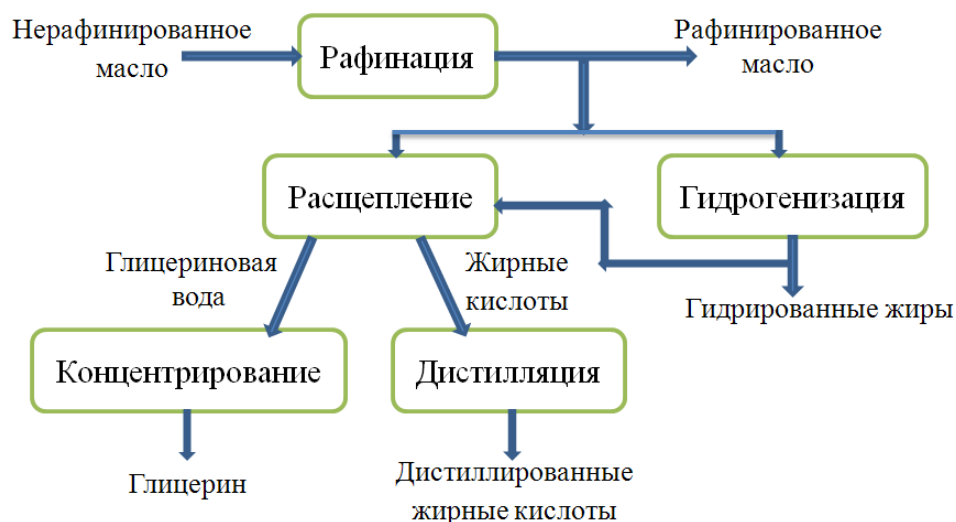 Нерафинированное
масло
Рафинация
Рафинированное
масло
Расщепление
Гидрогенизация
Глицериновая
вода
Жирные
кислоты
Гидрированные жиры
Концентрирование
Дистилляция
Глицерин
Дистиллированные
жирные кислоты